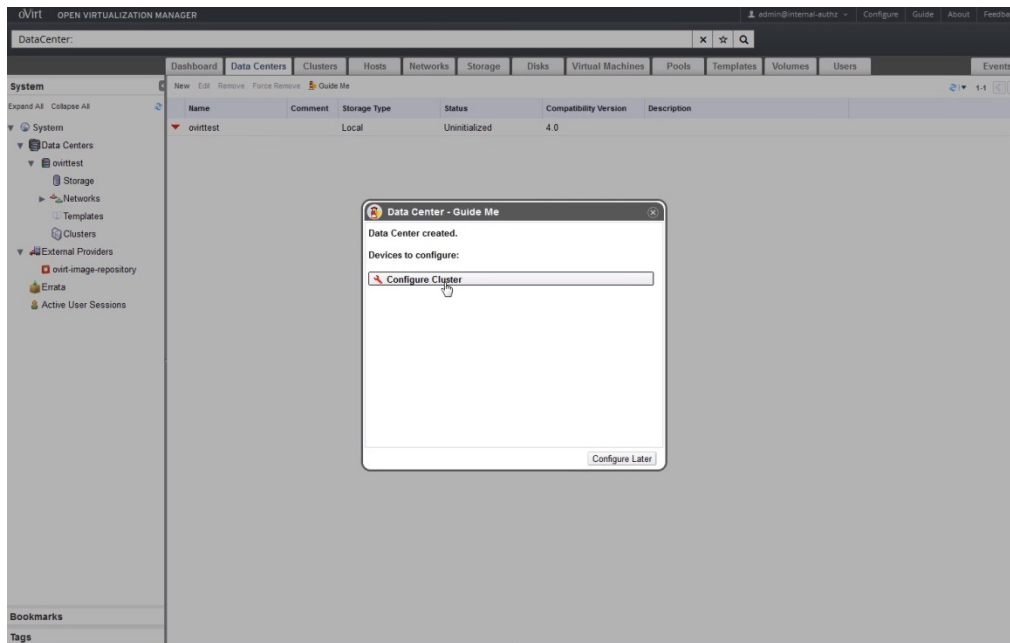 oVirt OPEN VIRTUALIZATION MANAGER admin@internal-authz Configure Guide About Feedba
DataCenter:
Dashboard Data Centers Clusters Hosts Networks Storage Disks Virtual Machines Pools Templates Volumes Users Events
System New Edit Remove Force Remove Guide Me 1-1
Expand All Collapse All Name Comment Storage Type Status Compatibility Version Description
System ovirttest Local Uninitialized 4.0
Data Centers
ovirttest
Storage
Networks
Templates
Clusters
External Providers
ovirt-image-repository
Errata
Active User Sessions
Data Center - Guide Me
Data Center created.
Devices to configure:
Configure Cluster
Configure Later
Bookmarks
Tags